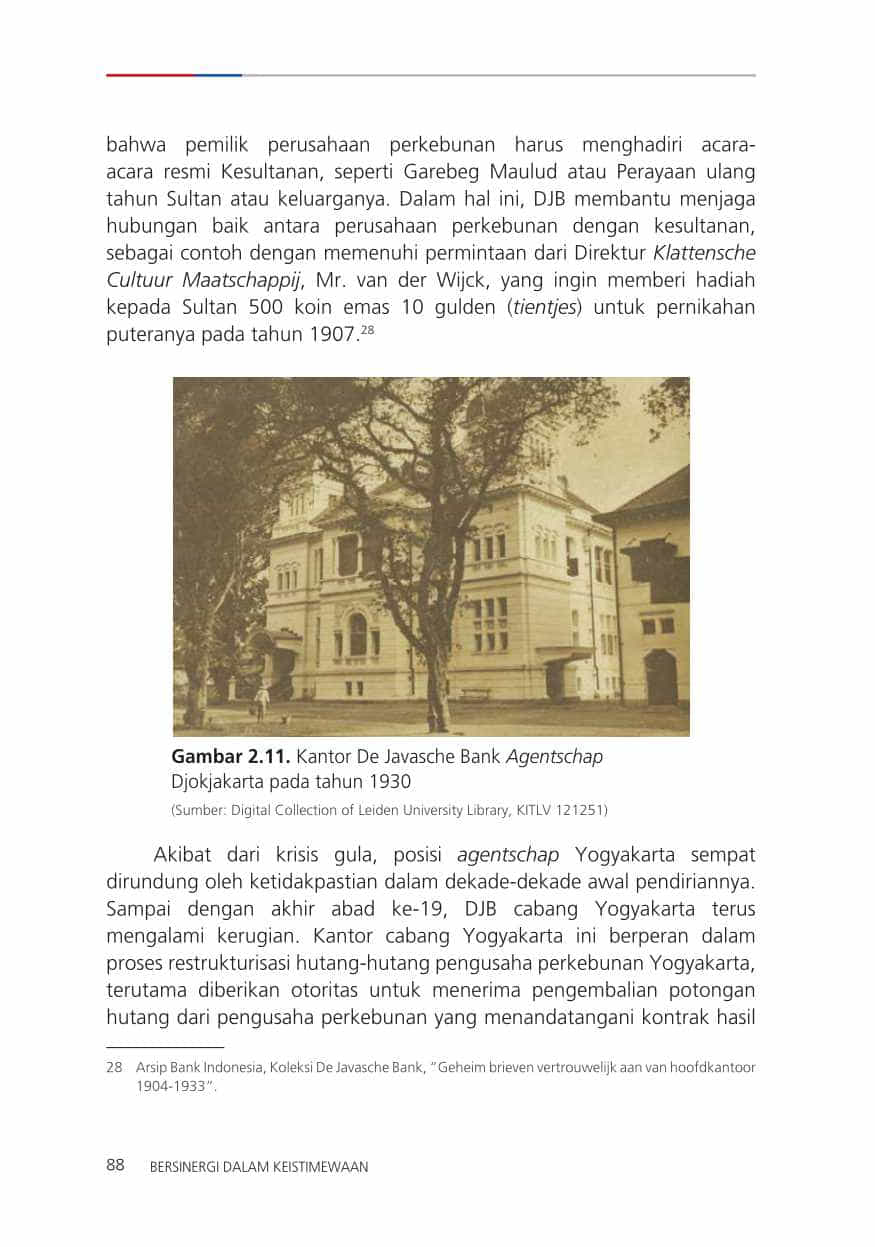 bahwa pemilik perusahaan perkebunan harus menghadiri acara-
acara resmi Kesultanan, seperti Garebeg Maulud atau Perayaan ulang
tahun Sultan atau keluarganya. Dalam hal ini, DJB membantu menjaga
hubungan baik antara perusahaan perkebunan dengan kesultanan,
sebagai contoh dengan memenuhi permintaan dari Direktur Klattensche
Cultuur Maatschappij, Mr. van der Wijck, yang ingin memberi hadiah
kepada Sultan 500 koin emas 10 gulden (tientjes) untuk pernikahan
puteranya pada tahun 1907.28
Gambar 2.11. Kantor De Javasche Bank Agentschap
Djokjakarta pada tahun 1930
(Sumber: Digital Collection of Leiden University Library, KITLV 121251)
Akibat dari krisis gula, posisi agentschap Yogyakarta sempat
dirundung oleh ketidakpastian dalam dekade-dekade awal pendiriannya.
Sampai dengan akhir abad ke-19, DJB cabang Yogyakarta terus
mengalami kerugian. Kantor cabang Yogyakarta ini berperan dalam
proses restrukturisasi hutang-hutang pengusaha perkebunan Yogyakarta,
terutama diberikan otoritas untuk menerima pengembalian potongan
hutang dari pengusaha perkebunan yang menandatangani kontrak hasil
28 Arsip Bank Indonesia, Koleksi De Javasche Bank, “Geheim brieven vertrouwelijk aan van hoofdkantoor
1904-1933”.
88 BERSINERGI DALAM KEISTIMEWAAN